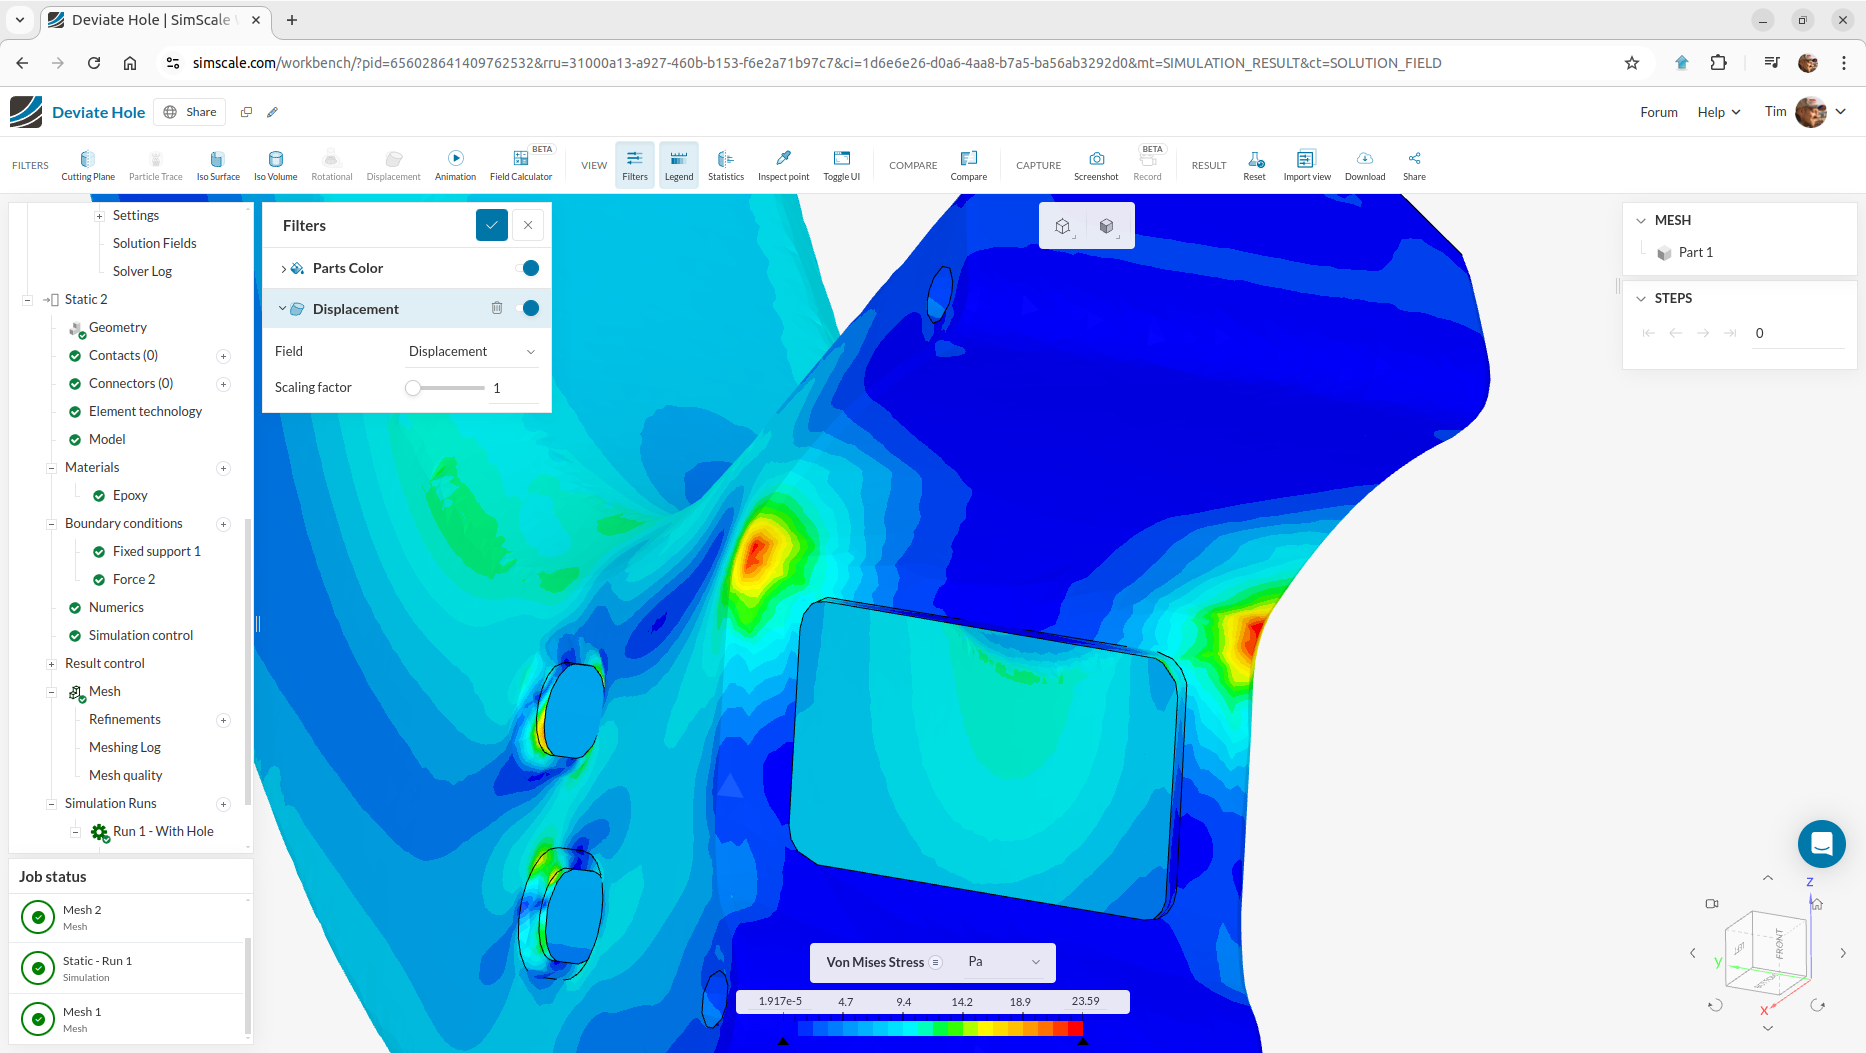 Deviate Hole | SimScale
simscale.com/workbench/?pid=656028641409762532&rru=31000a13-a927-460b-b153-f6e2a71b97c7&ci=1d6e6e26-d0a6-4aa8-b7a5-ba56ab3292d0&mt=SIMULATION_RESULT&ct=SOLUTION_FIELD
Deviate Hole
Share
Forum
Help
Tim
FILTERS
Cutting Plane
Particle Trace
Iso Surface
Iso Volume
Rotational
Displacement
Animation
BETA
Field Calculator
VIEW
Filters
Legend
Statistics
Inspect point
Toggle UI
COMPARE
Compare
CAPTURE
Screenshot
BETA
Record
RESULT
Reset
Import view
Download
Share
Settings
Solution Fields
Solver Log
Static 2
Geometry
Contacts (0)
Connectors (0)
Element technology
Model
Materials
Epoxy
Boundary conditions
Fixed support 1
Force 2
Numerics
Simulation control
Result control
Mesh
Refinements
Meshing Log
Mesh quality
Simulation Runs
Run 1 - With Hole
Job status
Mesh 2
Mesh
Static - Run 1
Simulation
Mesh 1
Mesh
Filters
Parts Color
Displacement
Field Displacement
Scaling factor 1
MESH
Part 1
STEPS
0
Von Mises Stress Pa
1.917e-5 4.7 9.4 14.2 18.9 23.59
Z
FRONT
LEFT
Y
X